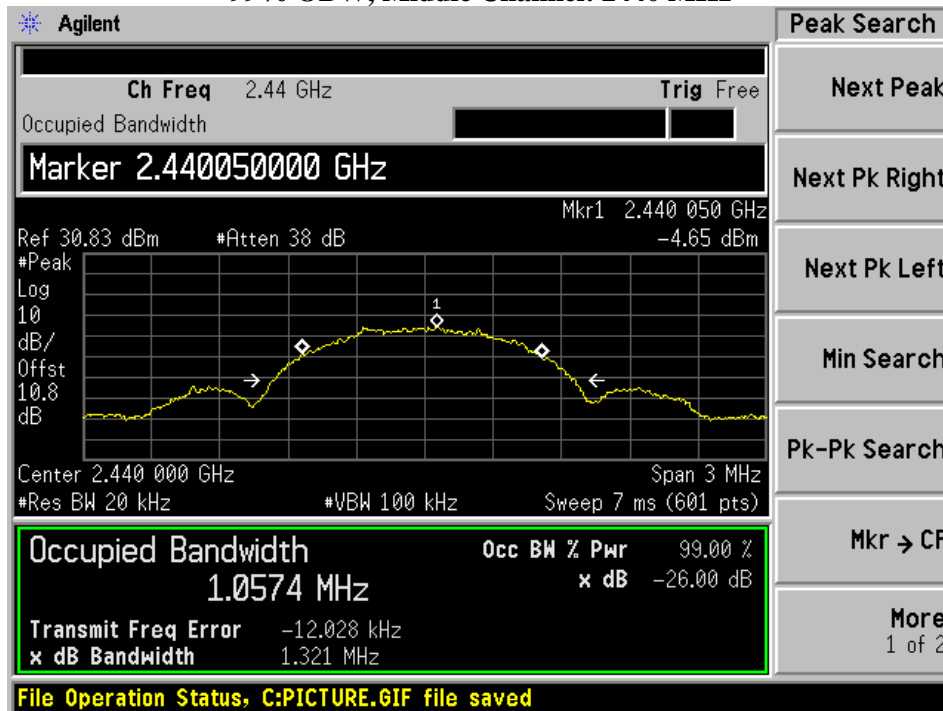 Agilent
Peak Search
Ch Freq 2.44 GHz Trig Free
Occupied Bandwidth
Marker 2.440050000 GHz
Mkr1 2.440 050 GHz
Ref 30.83 dBm #Atten 38 dB -4.65 dBm
#Peak
Log
10
dB/
Offst
10.8
dB
1
Center 2.440 000 GHz Span 3 MHz
#Res BW 20 kHz #VBW 100 kHz Sweep 7 ms (601 pts)
Occupied Bandwidth Occ BW % Pwr 99.00 %
1.0574 MHz x dB -26.00 dB
Transmit Freq Error -12.028 kHz
x dB Bandwidth 1.321 MHz
File Operation Status, C:PICTURE.GIF file saved
Next Peak
Next Pk Right
Next Pk Left
Min Search
Pk-Pk Search
Mkr → CF
More
1 of 2